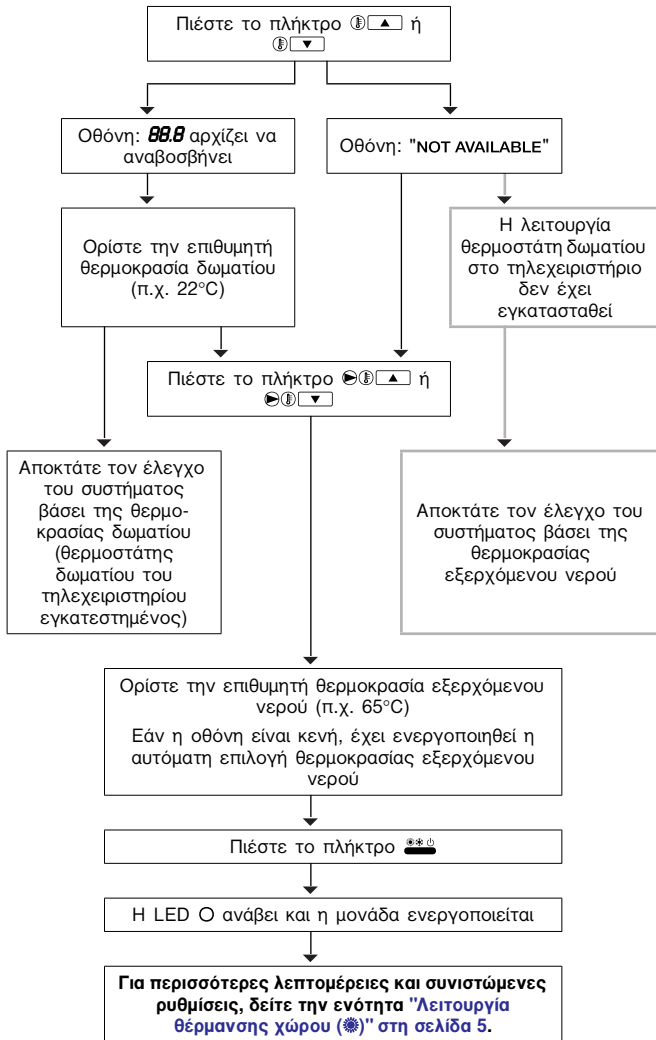 Πιέστε το πλήκτρο ▲ ή
▼
Οθόνη: 88.8 αρχίζει να
αναβοσβήνει
Οθόνη: "NOT AVAILABLE"
Ορίστε την επιθυμητή
θερμοκρασία δωματίου
(π.χ. 22°C)
Η λειτουργία
θερμοστάτη δωματίου
στο τηλεχειριστήριο
δεν έχει
εγκατασταθεί
Πιέστε το πλήκτρο ▲ ή
▼
Αποκτάτε τον έλεγχο
του συστήματος
βάσει της θερμο-
κρασίας δωματίου
(θερμοστάτης
δωματίου του
τηλεχειριστηρίου
εγκατεστημένος)
Αποκτάτε τον έλεγχο του
συστήματος βάσει της
θερμοκρασίας
εξερχόμενου νερού
Ορίστε την επιθυμητή θερμοκρασία εξερχόμενου
νερού (π.χ. 65°C)
Εάν η οθόνη είναι κενή, έχει ενεργοποιηθεί η
αυτόματη επιλογή θερμοκρασίας εξερχόμενου
νερού
Πιέστε το πλήκτρο
Η LED O ανάβει και η μονάδα ενεργοποιείται
Για περισσότερες λεπτομέρειες και συνιστώμενες
ρυθμίσεις, δείτε την ενότητα "Λειτουργία
θέρμανσης χώρου (☀)" στη σελίδα 5.